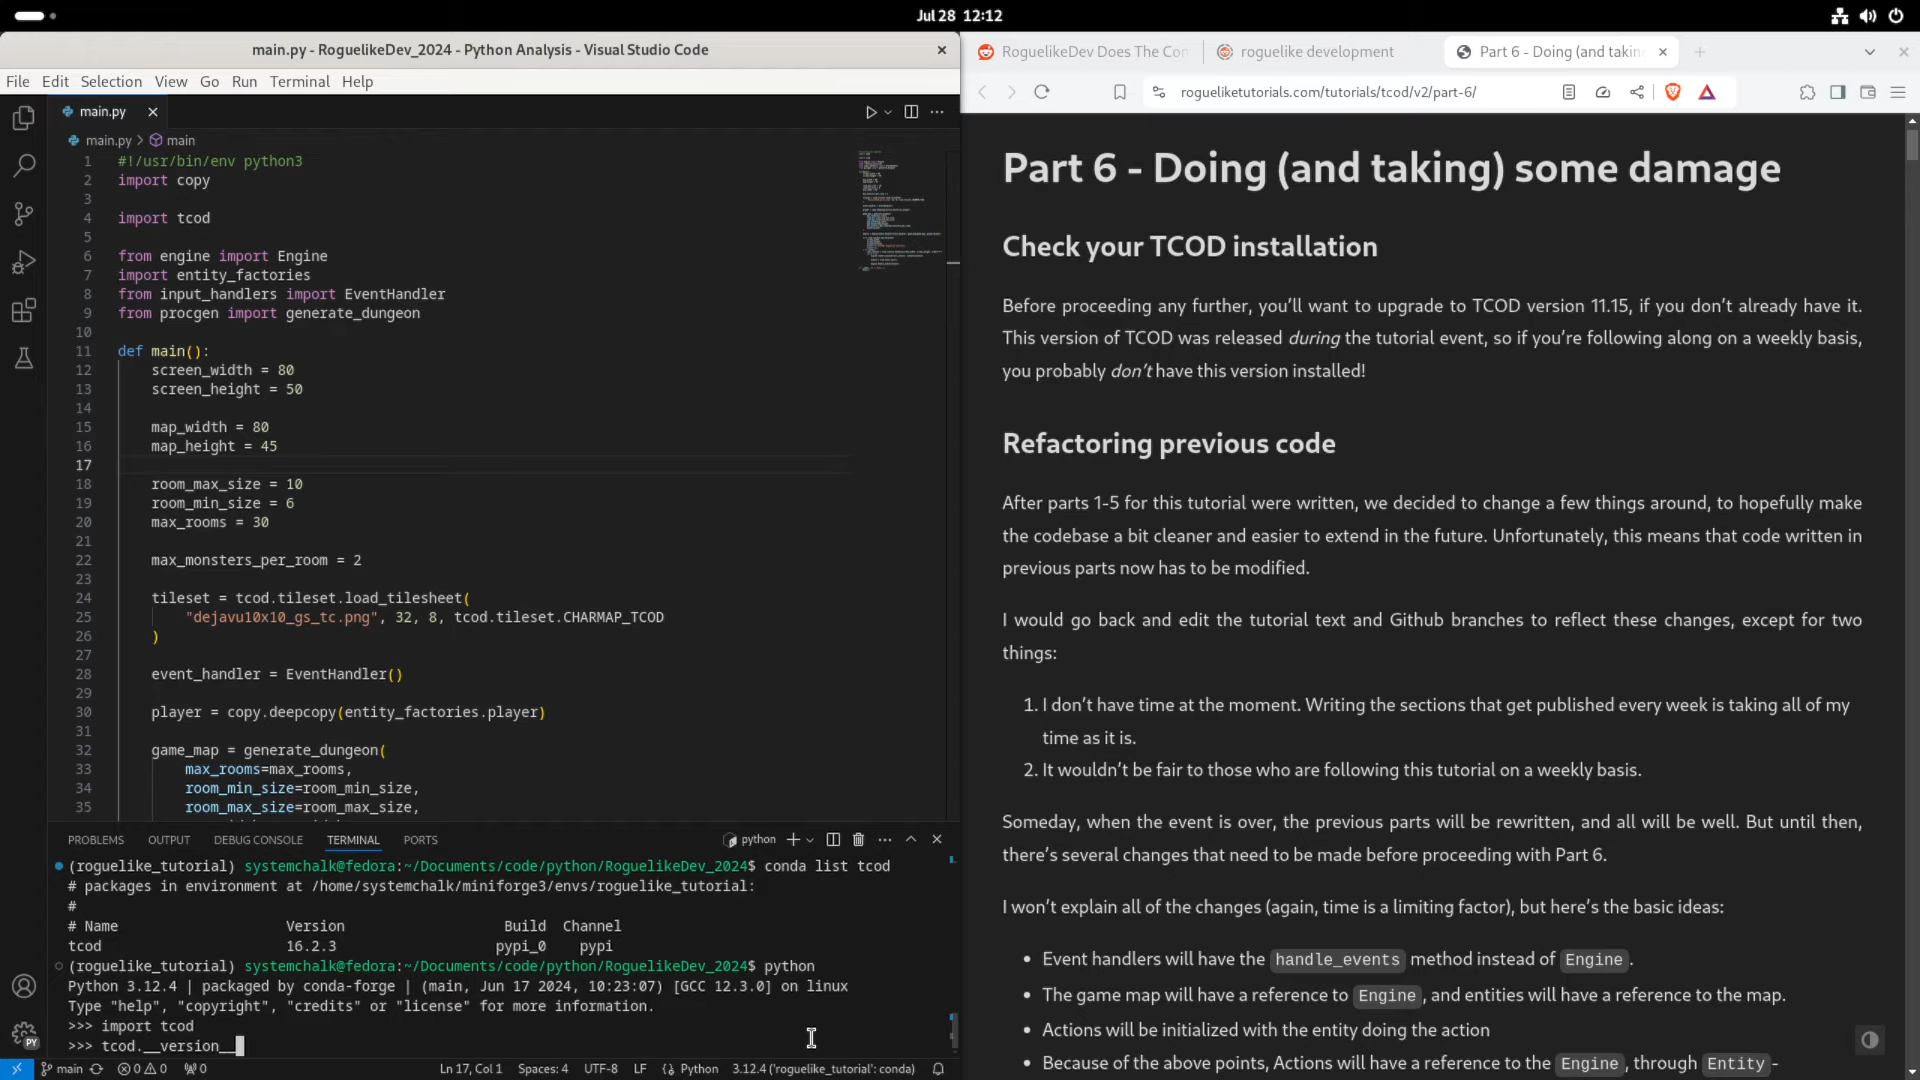 Jul 28 12:12
main.py - RoguelikeDev_2024 - Python Analysis - Visual Studio Code
File Edit Selection View Go Run Terminal Help
main.py
main.py > main
1 #!/usr/bin/env python3
2 import copy
3
4 import tcod
5
6 from engine import Engine
7 import entity_factories
8 from input_handlers import EventHandler
9 from procgen import generate_dungeon
10
11 def main():
12 screen_width = 80
13 screen_height = 50
14
15 map_width = 80
16 map_height = 45
17
18 room_max_size = 10
19 room_min_size = 6
20 max_rooms = 30
21
22 max_monsters_per_room = 2
23
24 tileset = tcod.tileset.load_tilesheet(
25 "dejavu10x10_gs_tc.png", 32, 8, tcod.tileset.CHARMAP_TCOD
26 )
27
28 event_handler = EventHandler()
29
30 player = copy.deepcopy(entity_factories.player)
31
32 game_map = generate_dungeon(
33 max_rooms=max_rooms,
34 room_min_size=room_min_size,
35 room_max_size=room_max_size,
PROBLEMS OUTPUT DEBUG CONSOLE TERMINAL PORTS python
(roguelike_tutorial) systemchalk@fedora:~/Documents/code/python/RoguelikeDev_2024$ conda list tcod
# packages in environment at /home/systemchalk/miniforge3/envs/roguelike_tutorial:
#
# Name Version Build Channel
tcod 16.2.3 pypi_0 pypi
(roguelike_tutorial) systemchalk@fedora:~/Documents/code/python/RoguelikeDev_2024$ python
Python 3.12.4 | packaged by conda-forge | (main, Jun 17 2024, 10:23:07) [GCC 12.3.0] on linux
Type "help", "copyright", "credits" or "license" for more information.
>>> import tcod
>>> tcod.__version__
PY
main 0 0 0 Ln 17, Col 1 Spaces: 4 UTF-8 LF Python 3.12.4 ('roguelike_tutorial': conda)
RoguelikeDev Does The Con
roguelike development
Part 6 - Doing (and takin
rogueliketutorials.com/tutorials/tcod/v2/part-6/
Part 6 - Doing (and taking) some damage
Check your TCOD installation
Before proceeding any further, you'll want to upgrade to TCOD version 11.15, if you don't already have it.
This version of TCOD was released during the tutorial event, so if you're following along on a weekly basis,
you probably don't have this version installed!
Refactoring previous code
After parts 1-5 for this tutorial were written, we decided to change a few things around, to hopefully make
the codebase a bit cleaner and easier to extend in the future. Unfortunately, this means that code written in
previous parts now has to be modified.
I would go back and edit the tutorial text and Github branches to reflect these changes, except for two
things:
1. I don't have time at the moment. Writing the sections that get published every week is taking all of my
time as it is.
2. It wouldn't be fair to those who are following this tutorial on a weekly basis.
Someday, when the event is over, the previous parts will be rewritten, and all will be well. But until then,
there's several changes that need to be made before proceeding with Part 6.
I won't explain all of the changes (again, time is a limiting factor), but here's the basic ideas:
• Event handlers will have the handle_events method instead of Engine.
• The game map will have a reference to Engine, and entities will have a reference to the map.
• Actions will be initialized with the entity doing the action
• Because of the above points, Actions will have a reference to the Engine, through Entity-